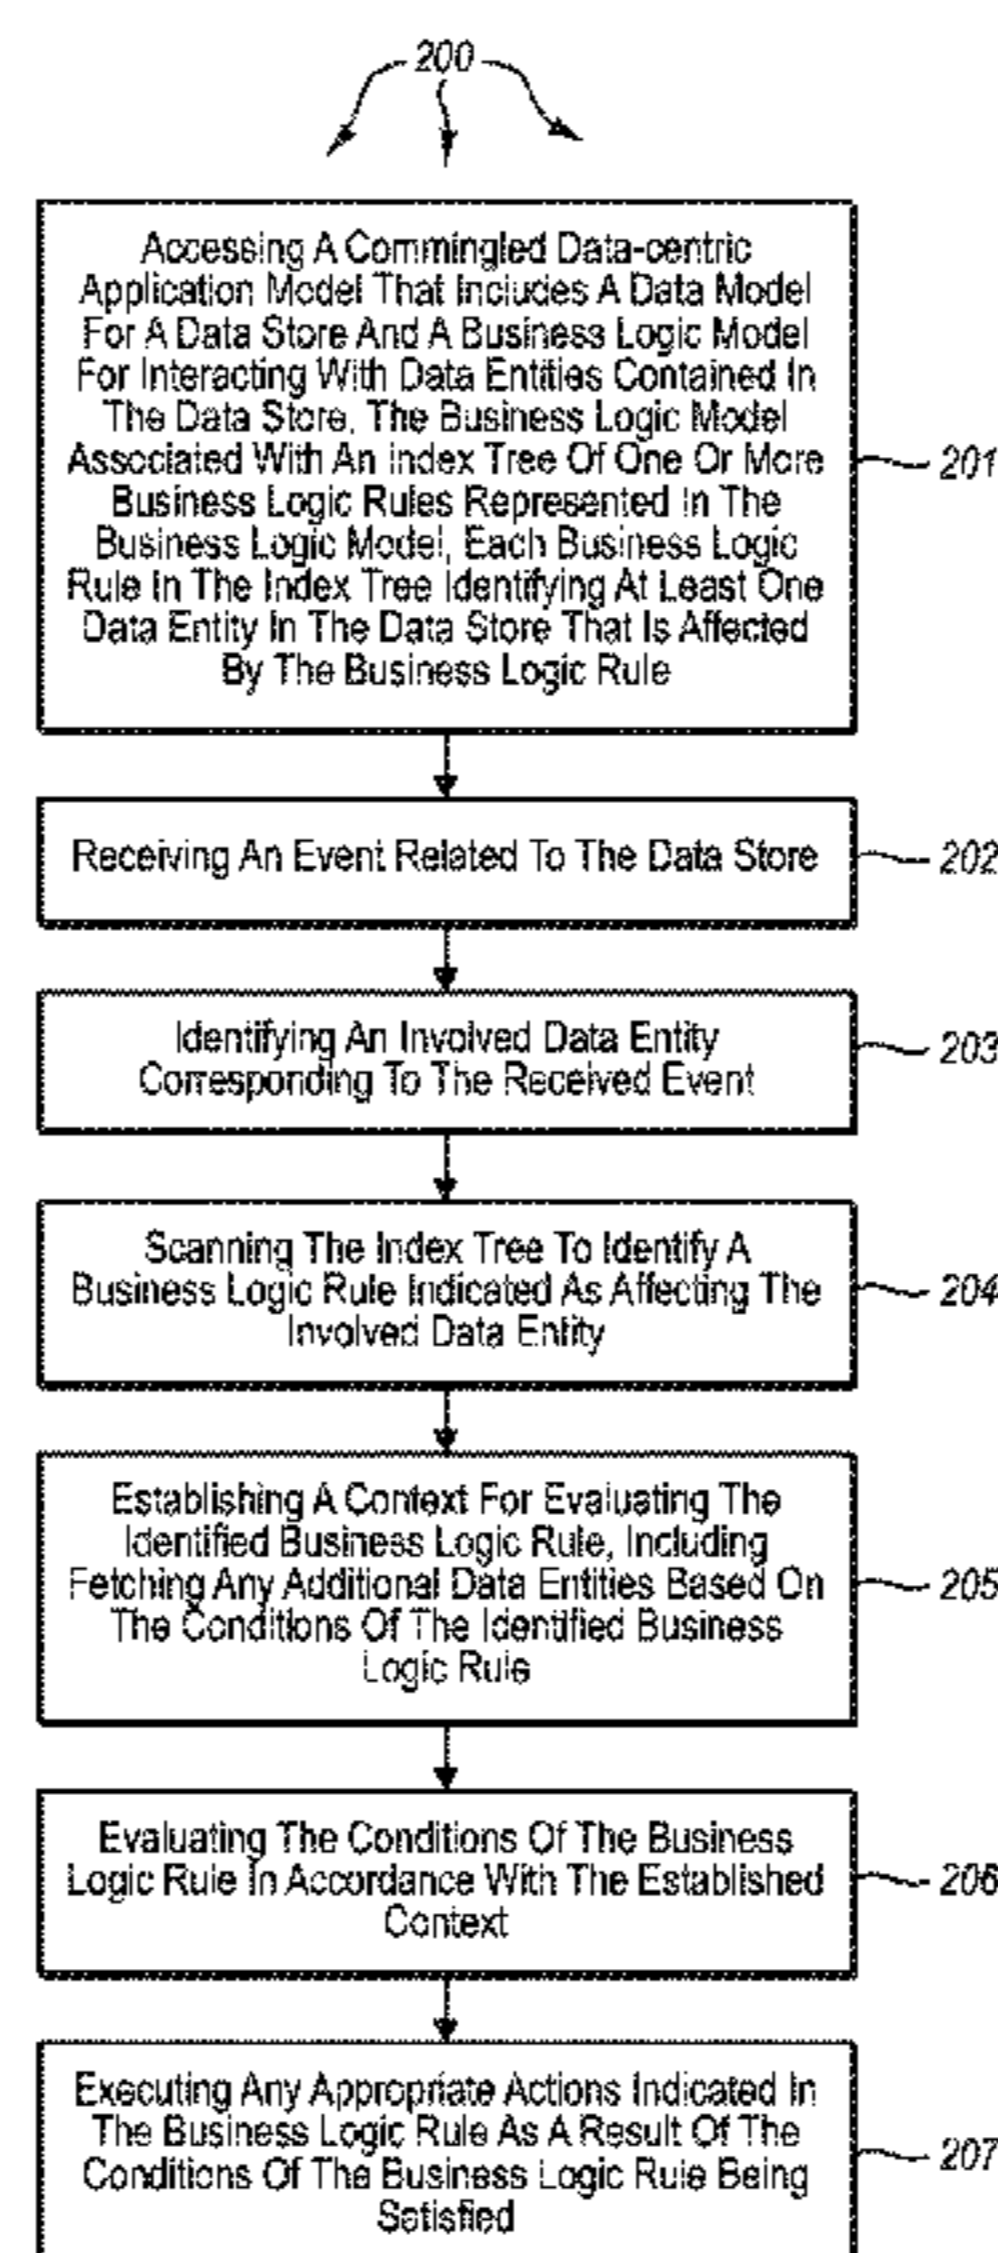 200
Accessing A Commingled Data-centric
Application Model That Includes A Data Model
For A Data Store And A Business Logic Model
For Interacting With Data Entities Contained In
The Data Store, The Business Logic Model
Associated With An Index Tree Of One Or More
Business Logic Rules Represented In The
Business Logic Model, Each Business Logic
Rule In The Index Tree Identifying At Least One
Data Entity In The Data Store That Is Affected
By The Business Logic Rule
201
Receiving An Event Related To The Data Store
202
Identifying An Involved Data Entity
Corresponding To The Received Event
203
Scanning The Index Tree To Identify A
Business Logic Rule Indicated As Affecting The
Involved Data Entity
204
Establishing A Context For Evaluating The
Identified Business Logic Rule, Including
Fetching Any Additional Data Entities Based On
The Conditions Of The Identified Business
Logic Rule
205
Evaluating The Conditions Of The Business
Logic Rule In Accordance With The Established
Context
206
Executing Any Appropriate Actions Indicated In
The Business Logic Rule As A Result Of The
Conditions Of The Business Logic Rule Being
Satisfied
207